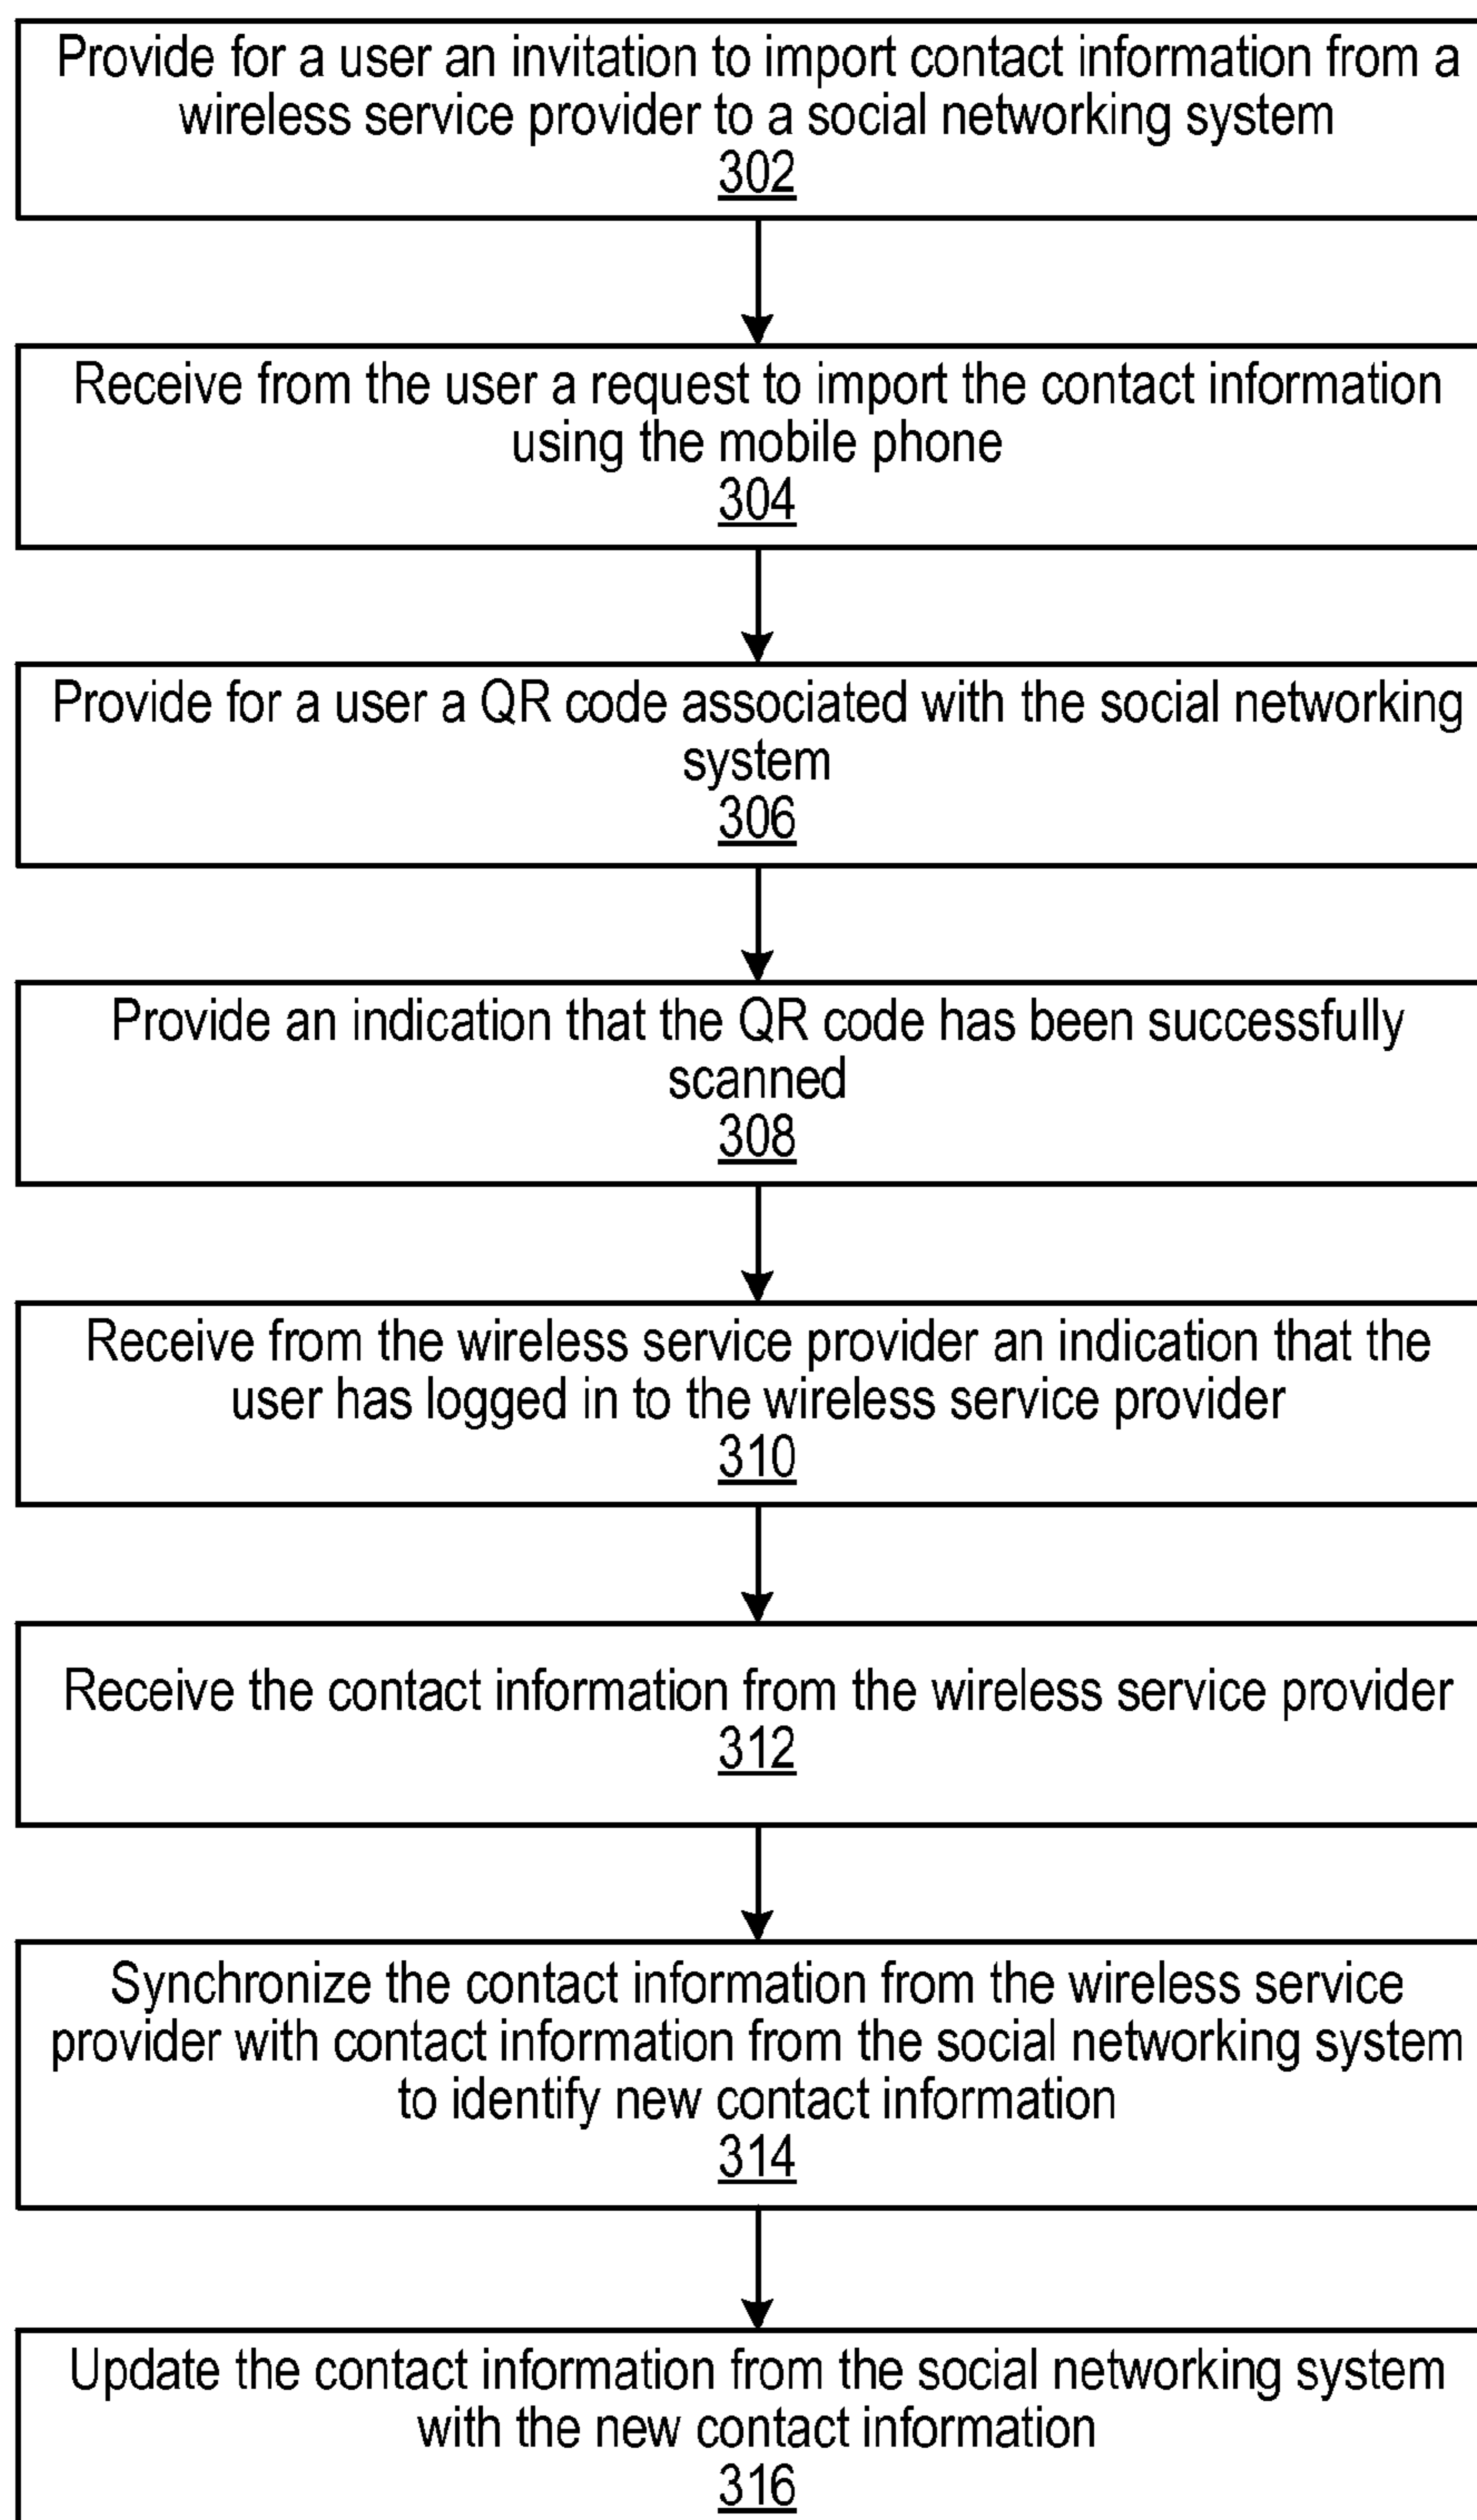 Provide for a user an invitation to import contact information from a
wireless service provider to a social networking system
302
Receive from the user a request to import the contact information
using the mobile phone
304
Provide for a user a QR code associated with the social networking
system
306
Provide an indication that the QR code has been successfully
scanned
308
Receive from the wireless service provider an indication that the
user has logged in to the wireless service provider
310
Receive the contact information from the wireless service provider
312
Synchronize the contact information from the wireless service
provider with contact information from the social networking system
to identify new contact information
314
Update the contact information from the social networking system
with the new contact information
316